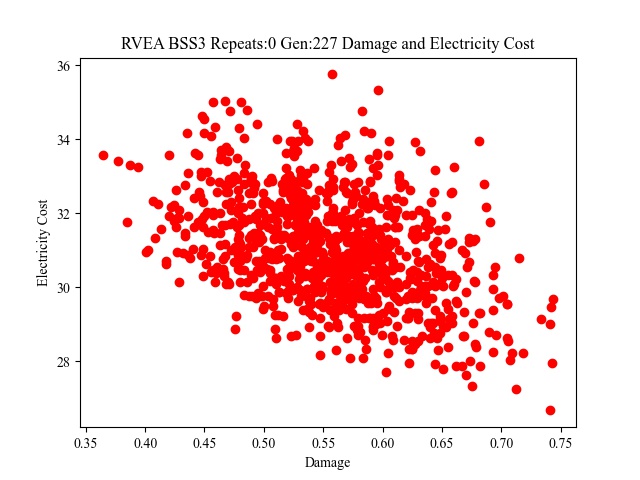 RVEA BSS3 Repeats:0 Gen:227 Damage and Electricity Cost
36
34
32
30
28
Electricity Cost
0.35 0.40 0.45 0.50 0.55 0.60 0.65 0.70 0.75
Damage